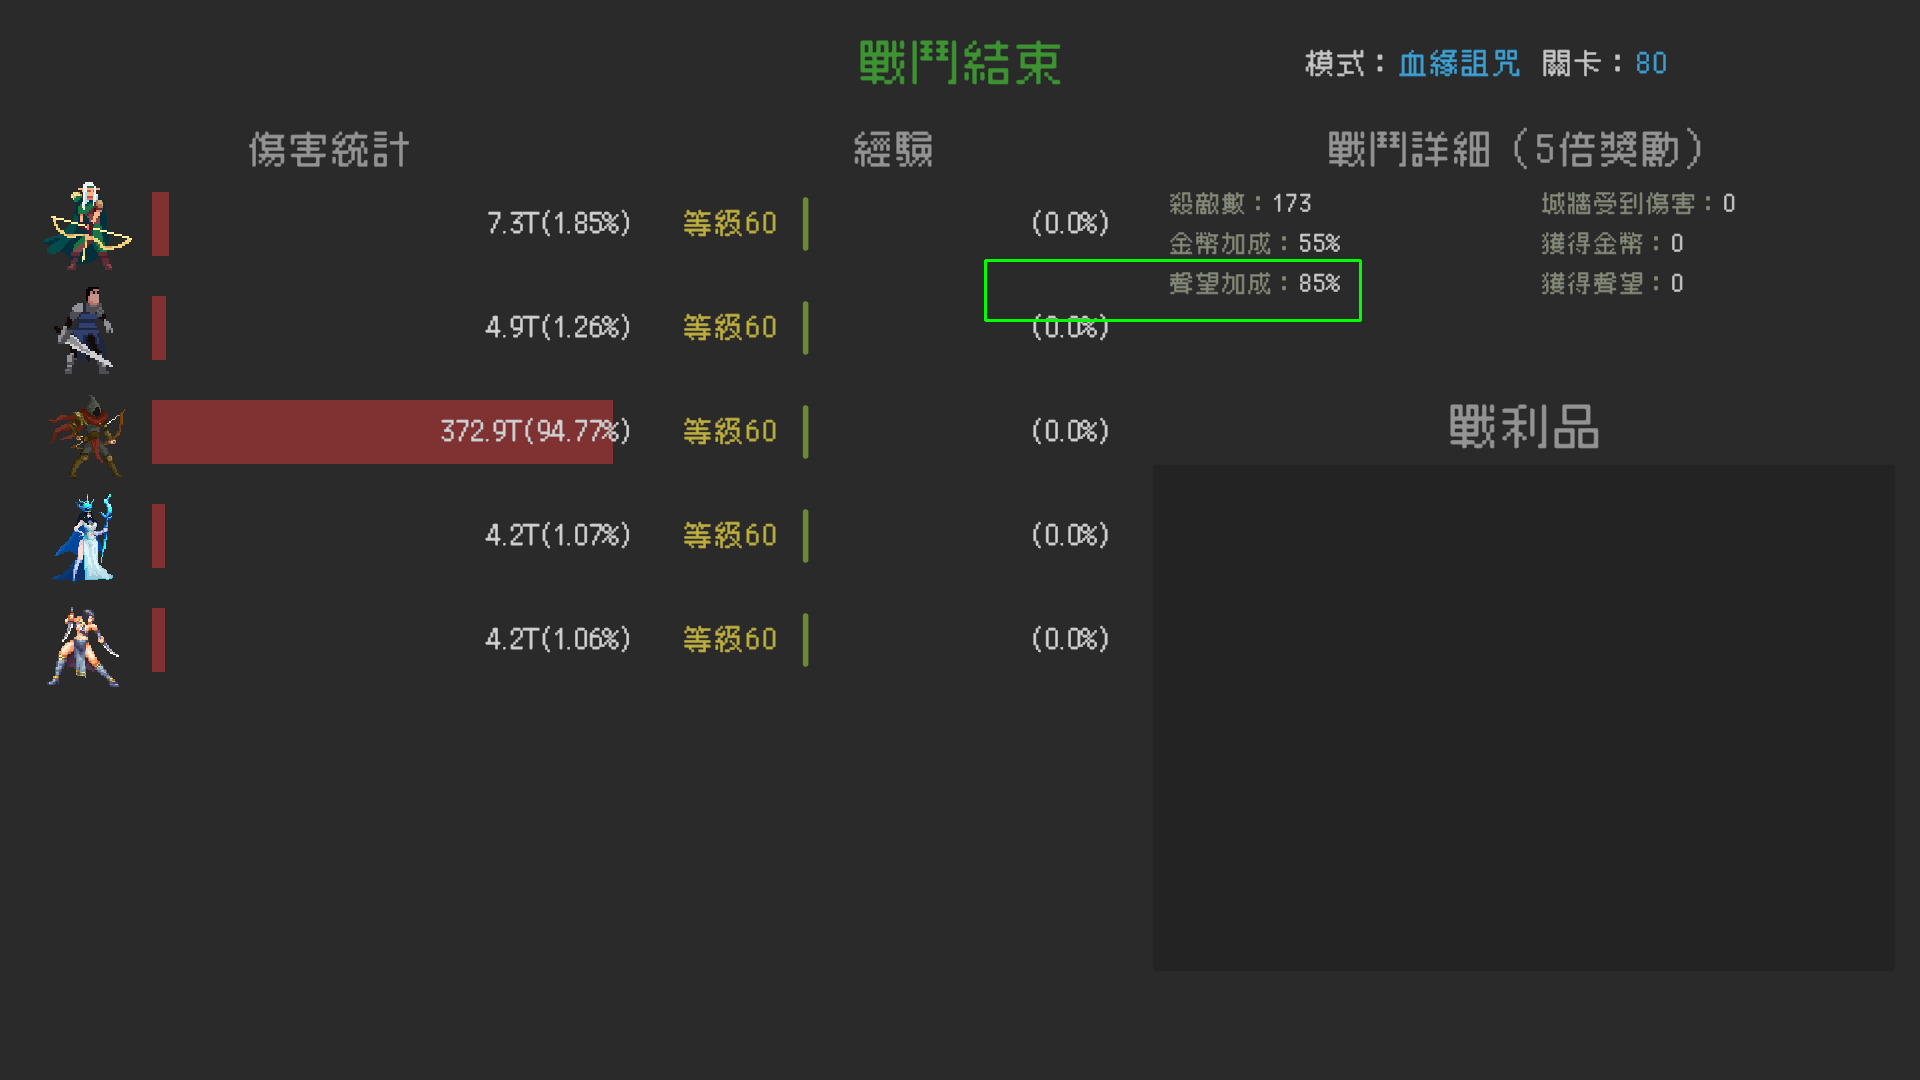 戰鬥結束
模式：血緣詛咒 關卡：80
傷害統計
經驗
戰鬥詳細（5倍獎勵）
7.3T(1.85%) 等級60 (0.0%)
4.9T(1.26%) 等級60 (0.0%)
372.9T(94.77%) 等級60 (0.0%)
4.2T(1.07%) 等級60 (0.0%)
4.2T(1.06%) 等級60 (0.0%)
殺敵數：173
城牆受到傷害：0
金幣加成：55%
獲得金幣：0
聲望加成：85%
獲得聲望：0
戰利品